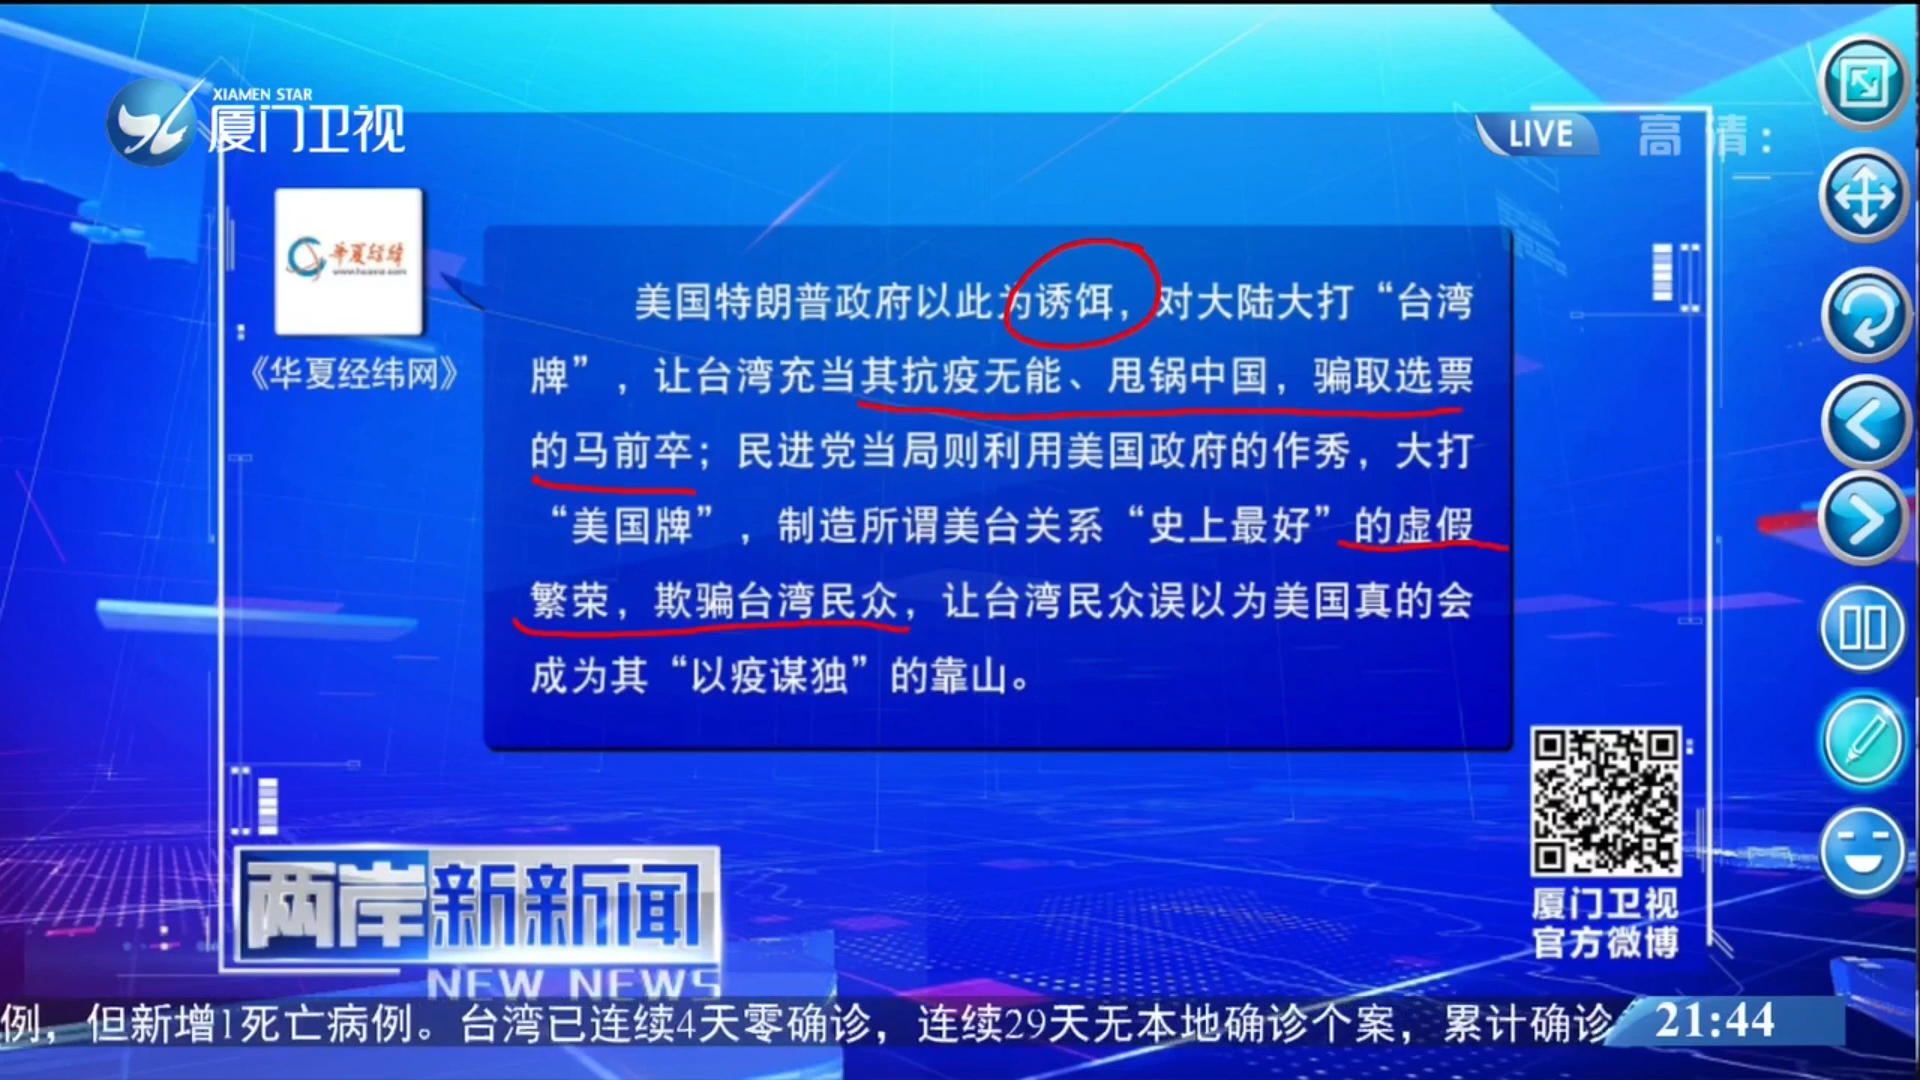 XIAMEN STAR
厦门卫视
LIVE
高清
华夏经纬
www.huaxia.com
《华夏经纬网》
美国特朗普政府以此为诱饵，对大陆大打“台湾
牌”，让台湾充当其抗疫无能、甩锅中国，骗取选票
的马前卒；民进党当局则利用美国政府的作秀，大打
“美国牌”，制造所谓美台关系“史上最好”的虚假
繁荣，欺骗台湾民众，让台湾民众误以为美国真的会
成为其“以疫谋独”的靠山。
厦门卫视
官方微博
两岸新新闻
NEW NEWS
例，但新增1死亡病例。台湾已连续4天零确诊，连续29天无本地确诊个案，累计确诊
21:44